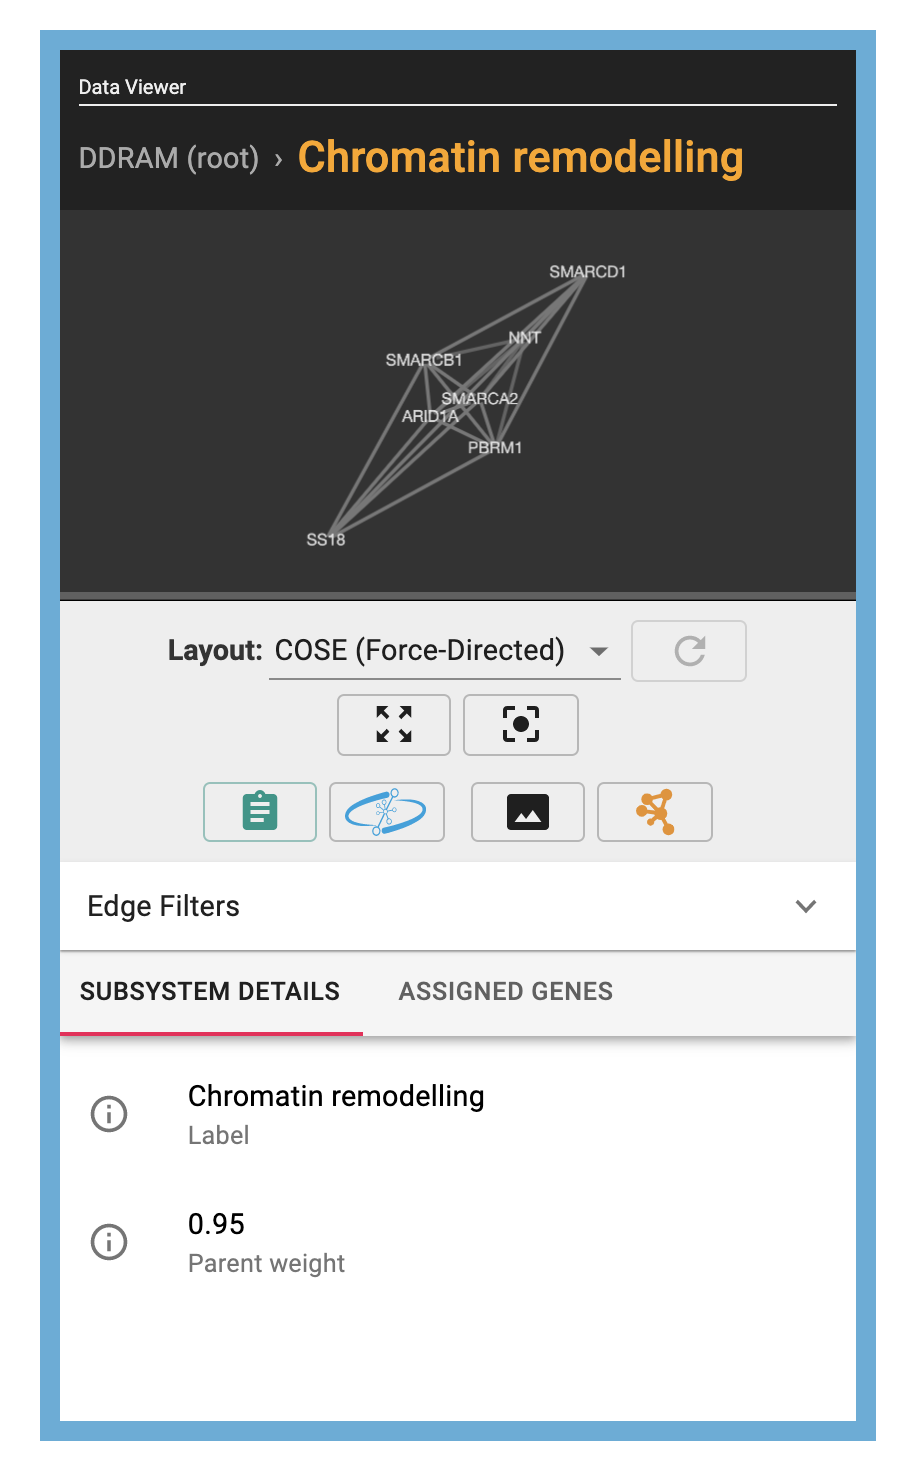 Data Viewer
DDRAM (root) › Chromatin remodelling
SMARCD1
NNT
SMARCB1
SMARCA2
ARID1A
PBRM1
SS18
Layout: COSE (Force-Directed)
Edge Filters
SUBSYSTEM DETAILS ASSIGNED GENES
Chromatin remodelling
Label
0.95
Parent weight